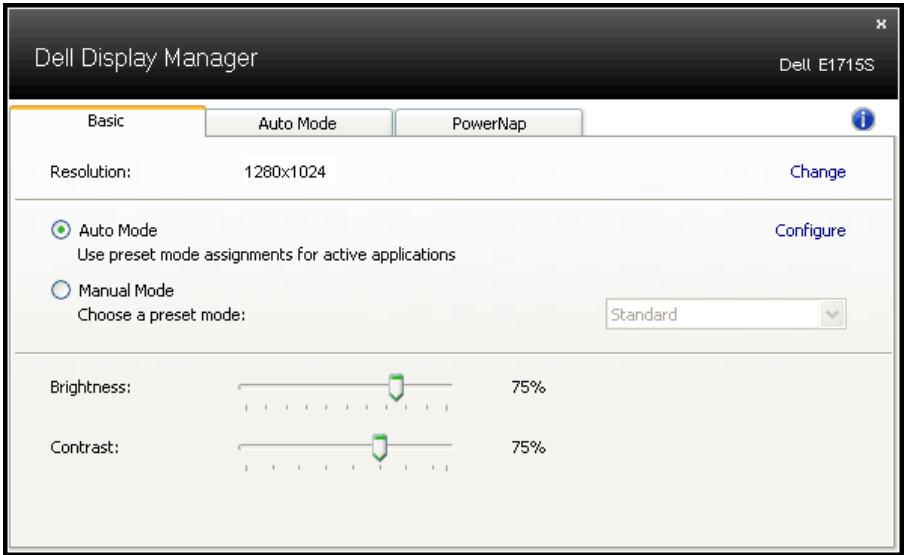 x
Dell Display Manager
Dell E1715S
Basic Auto Mode PowerNap i
Resolution: 1280x1024 Change
Auto Mode Configure
Use preset mode assignments for active applications
Manual Mode
Choose a preset mode: Standard
Brightness: 75%
Contrast: 75%